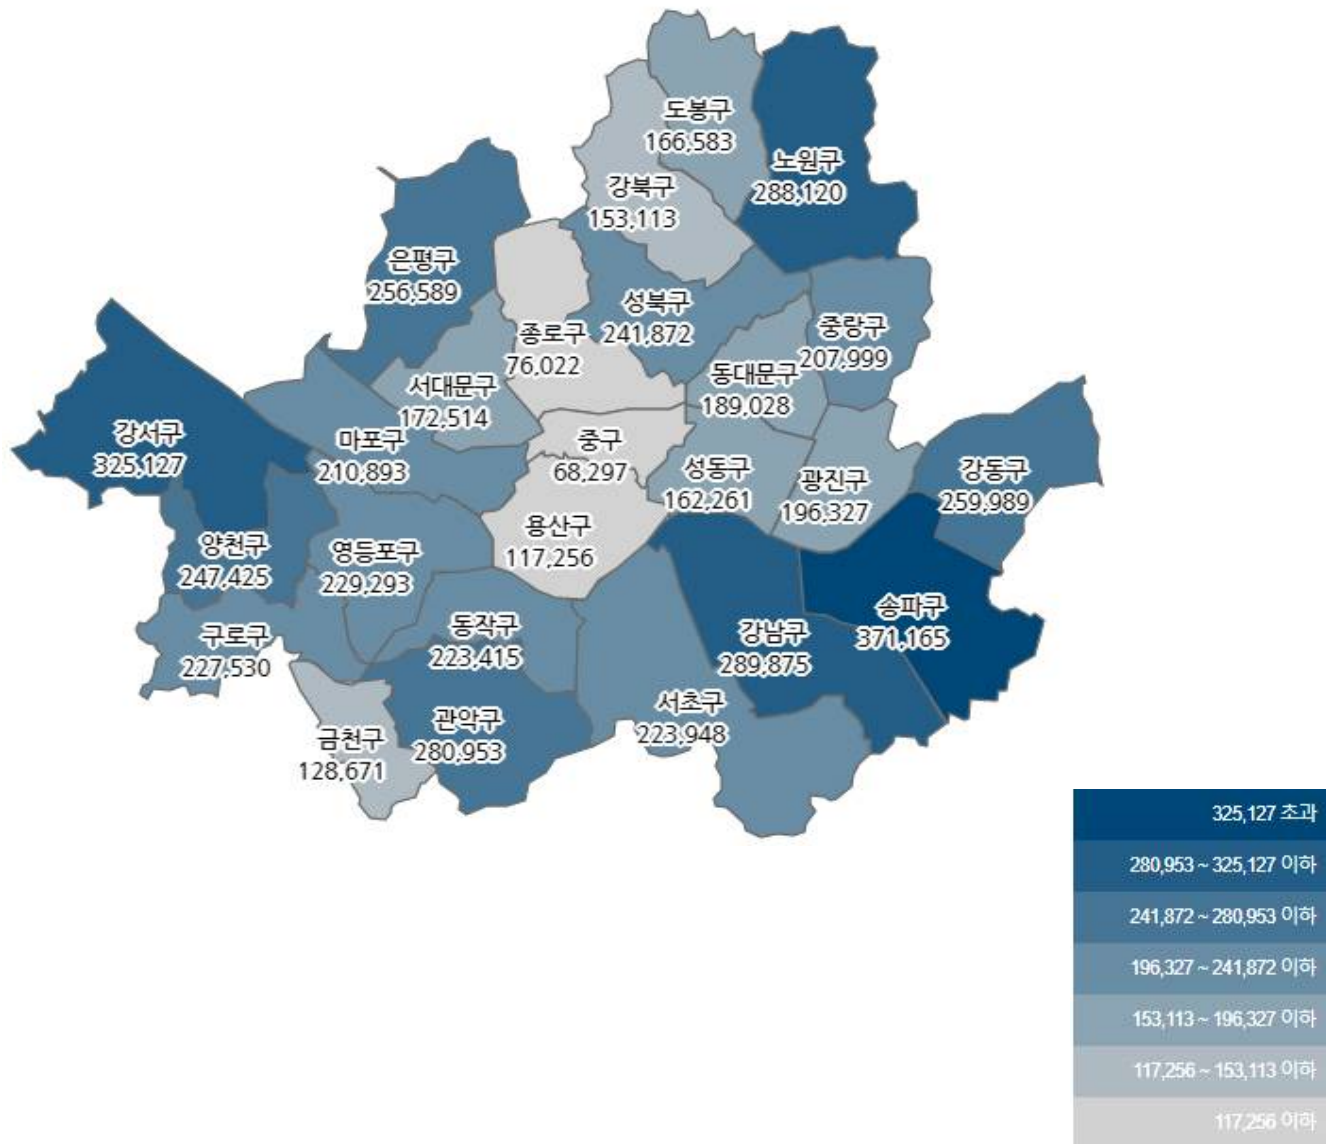 도봉구
166,583
노원구
288,120
강북구
153,113
은평구
256,589
성북구
241,872
중랑구
207,999
종로구
76,022
동대문구
189,028
서대문구
172,514
강서구
325,127
마포구
210,893
중구
68,297
성동구
162,261
광진구
196,327
강동구
259,989
양천구
247,425
영등포구
229,293
용산구
117,256
구로구
227,530
동작구
223,415
강남구
289,875
송파구
371,165
금천구
128,671
관악구
280,953
서초구
223,948
325,127 초과
280,953 ~ 325,127 이하
241,872 ~ 280,953 이하
196,327 ~ 241,872 이하
153,113 ~ 196,327 이하
117,256 ~ 153,113 이하
117,256 이하